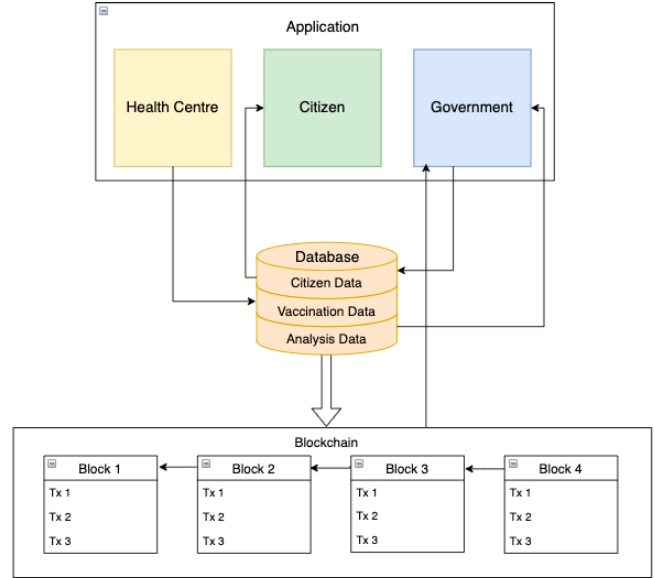 Application
Health Centre
Citizen
Government
Database
Citizen Data
Vaccination Data
Analysis Data
Blockchain
Block 1
Tx 1
Tx 2
Tx 3
Block 2
Tx 1
Tx 2
Tx 3
Block 3
Tx 1
Tx 2
Tx 3
Block 4
Tx 1
Tx 2
Tx 3